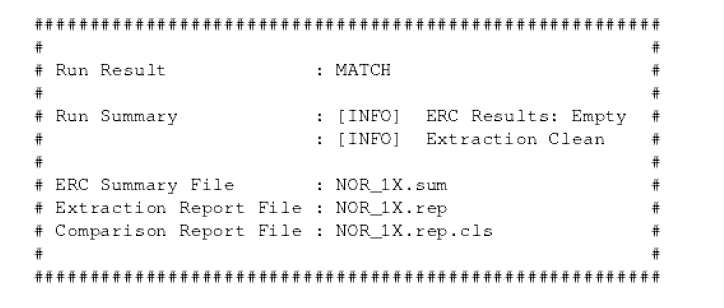 ##########################################################
#                                                        #
# Run Result              : MATCH                        #
#                                                        #
# Run Summary             : [INFO]  ERC Results: Empty   #
#                         : [INFO]  Extraction Clean     #
#                                                        #
# ERC Summary File        : NOR_1X.sum                   #
# Extraction Report File  : NOR_1X.rep                   #
# Comparison Report File  : NOR_1X.rep.cls               #
#                                                        #
##########################################################